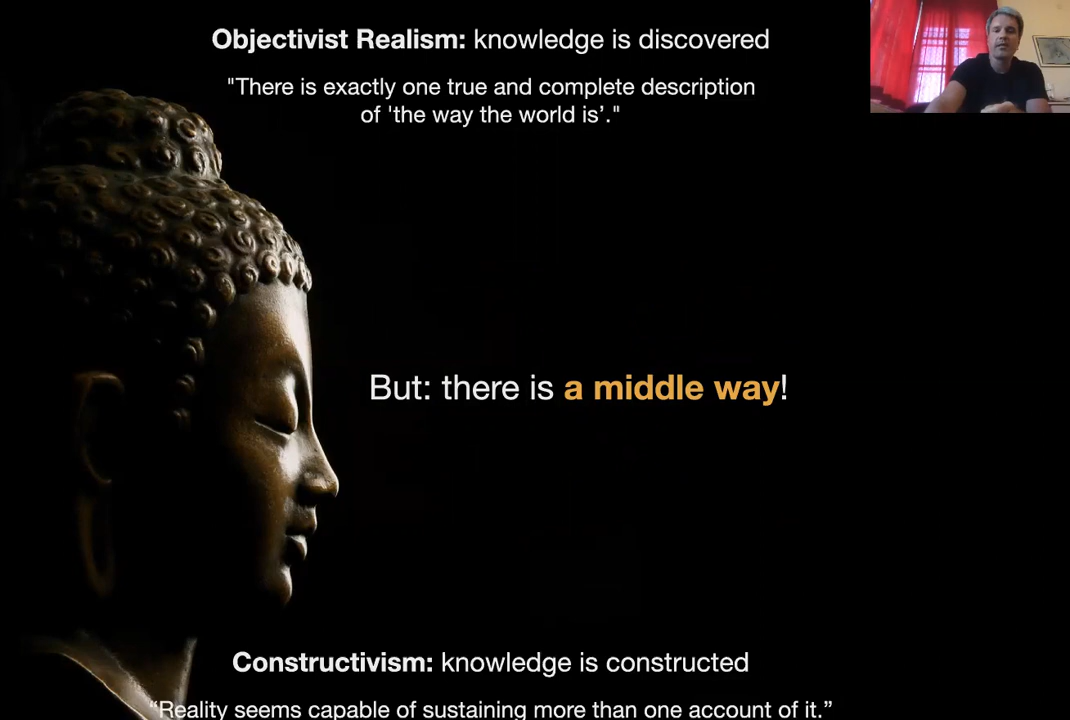 Objectivist Realism: knowledge is discovered
"There is exactly one true and complete description
of 'the way the world is’."
But: there is a middle way!
Constructivism: knowledge is constructed
“Reality seems capable of sustaining more than one account of it.”